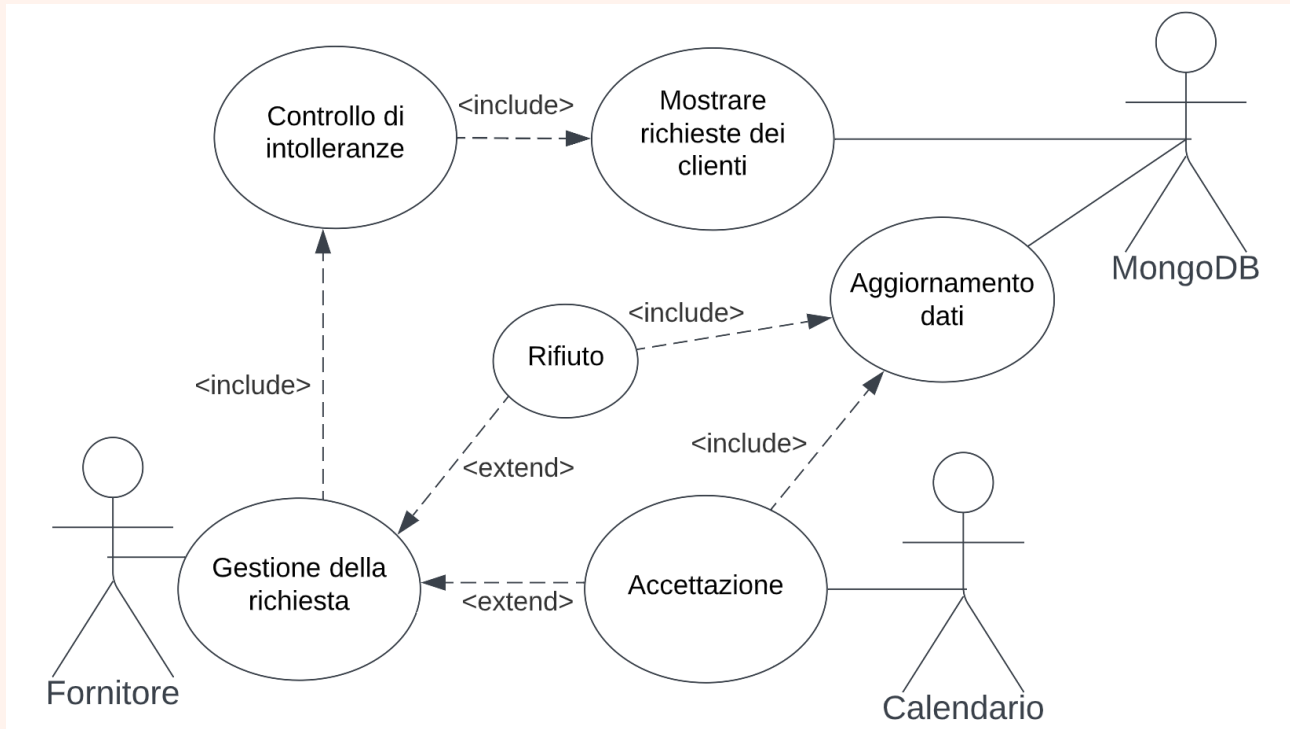 Controllo di
intolleranze
<include>
Mostrare
richieste dei
clienti
MongoDB
Aggiornamento
dati
<include>
Rifiuto
<include>
<include>
<extend>
Gestione della
richiesta
<extend>
Accettazione
Fornitore
Calendario